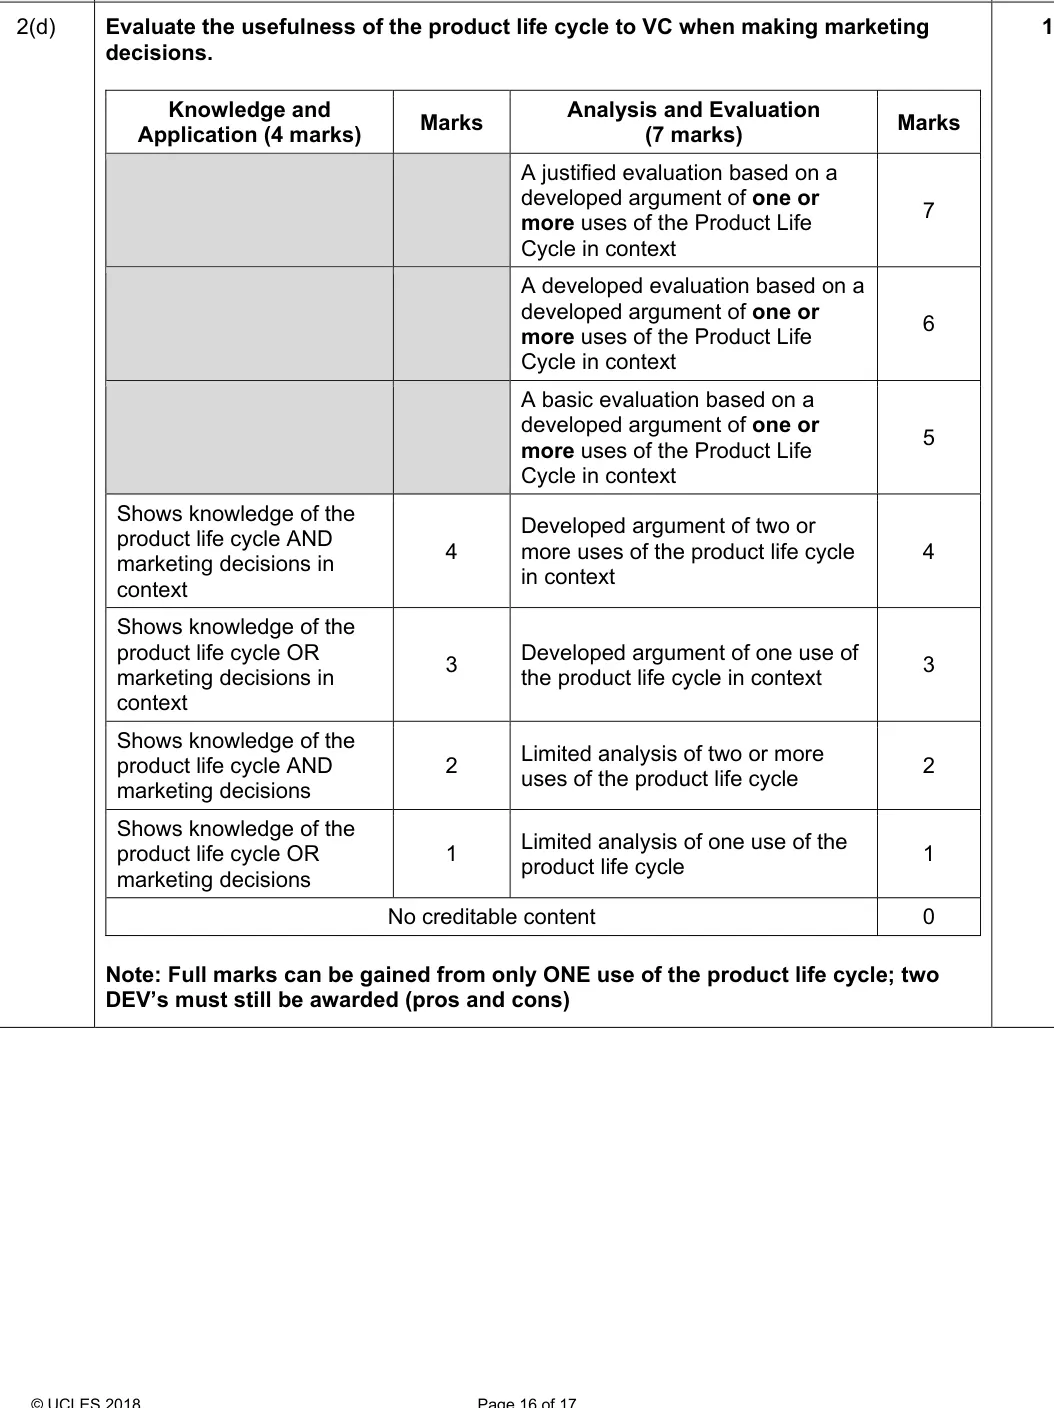 2(d)
Evaluate the usefulness of the product life cycle to VC when making marketing
decisions.
1
Knowledge and
Application (4 marks)
Marks
Analysis and Evaluation
(7 marks)
Marks
A justified evaluation based on a
developed argument of one or
more uses of the Product Life
Cycle in context
7
A developed evaluation based on a
developed argument of one or
more uses of the Product Life
Cycle in context
6
A basic evaluation based on a
developed argument of one or
more uses of the Product Life
Cycle in context
5
Shows knowledge of the
product life cycle AND
marketing decisions in
context
4
Developed argument of two or
more uses of the product life cycle
in context
4
Shows knowledge of the
product life cycle OR
marketing decisions in
context
3
Developed argument of one use of
the product life cycle in context
3
Shows knowledge of the
product life cycle AND
marketing decisions
2
Limited analysis of two or more
uses of the product life cycle
2
Shows knowledge of the
product life cycle OR
marketing decisions
1
Limited analysis of one use of the
product life cycle
1
No creditable content
0
Note: Full marks can be gained from only ONE use of the product life cycle; two
DEV's must still be awarded (pros and cons)
© UCLES 2018
Page 16 of 17